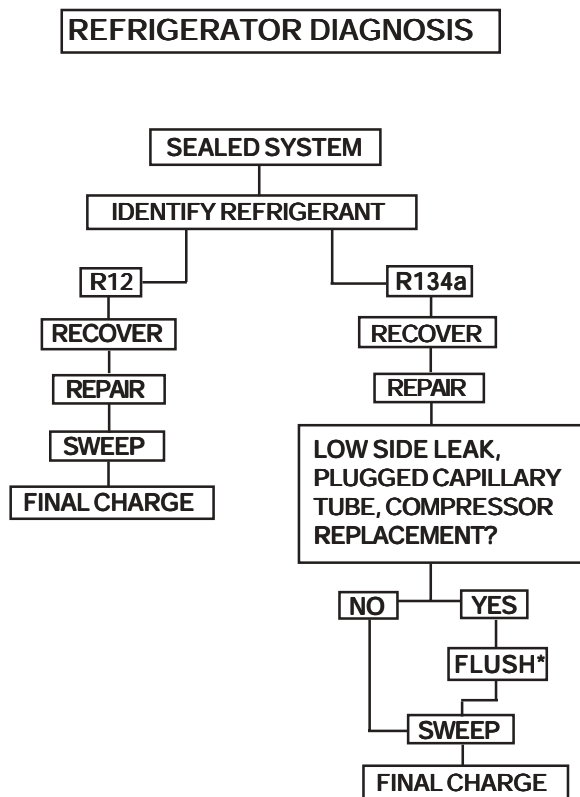 REFRIGERATOR DIAGNOSIS
SEALED SYSTEM
IDENTIFY REFRIGERANT
R12
RECOVER
REPAIR
SWEEP
FINAL CHARGE
R134a
RECOVER
REPAIR
LOW SIDE LEAK,
PLUGGED CAPILLARY
TUBE, COMPRESSOR
REPLACEMENT?
NO
YES
FLUSH*
SWEEP
FINAL CHARGE